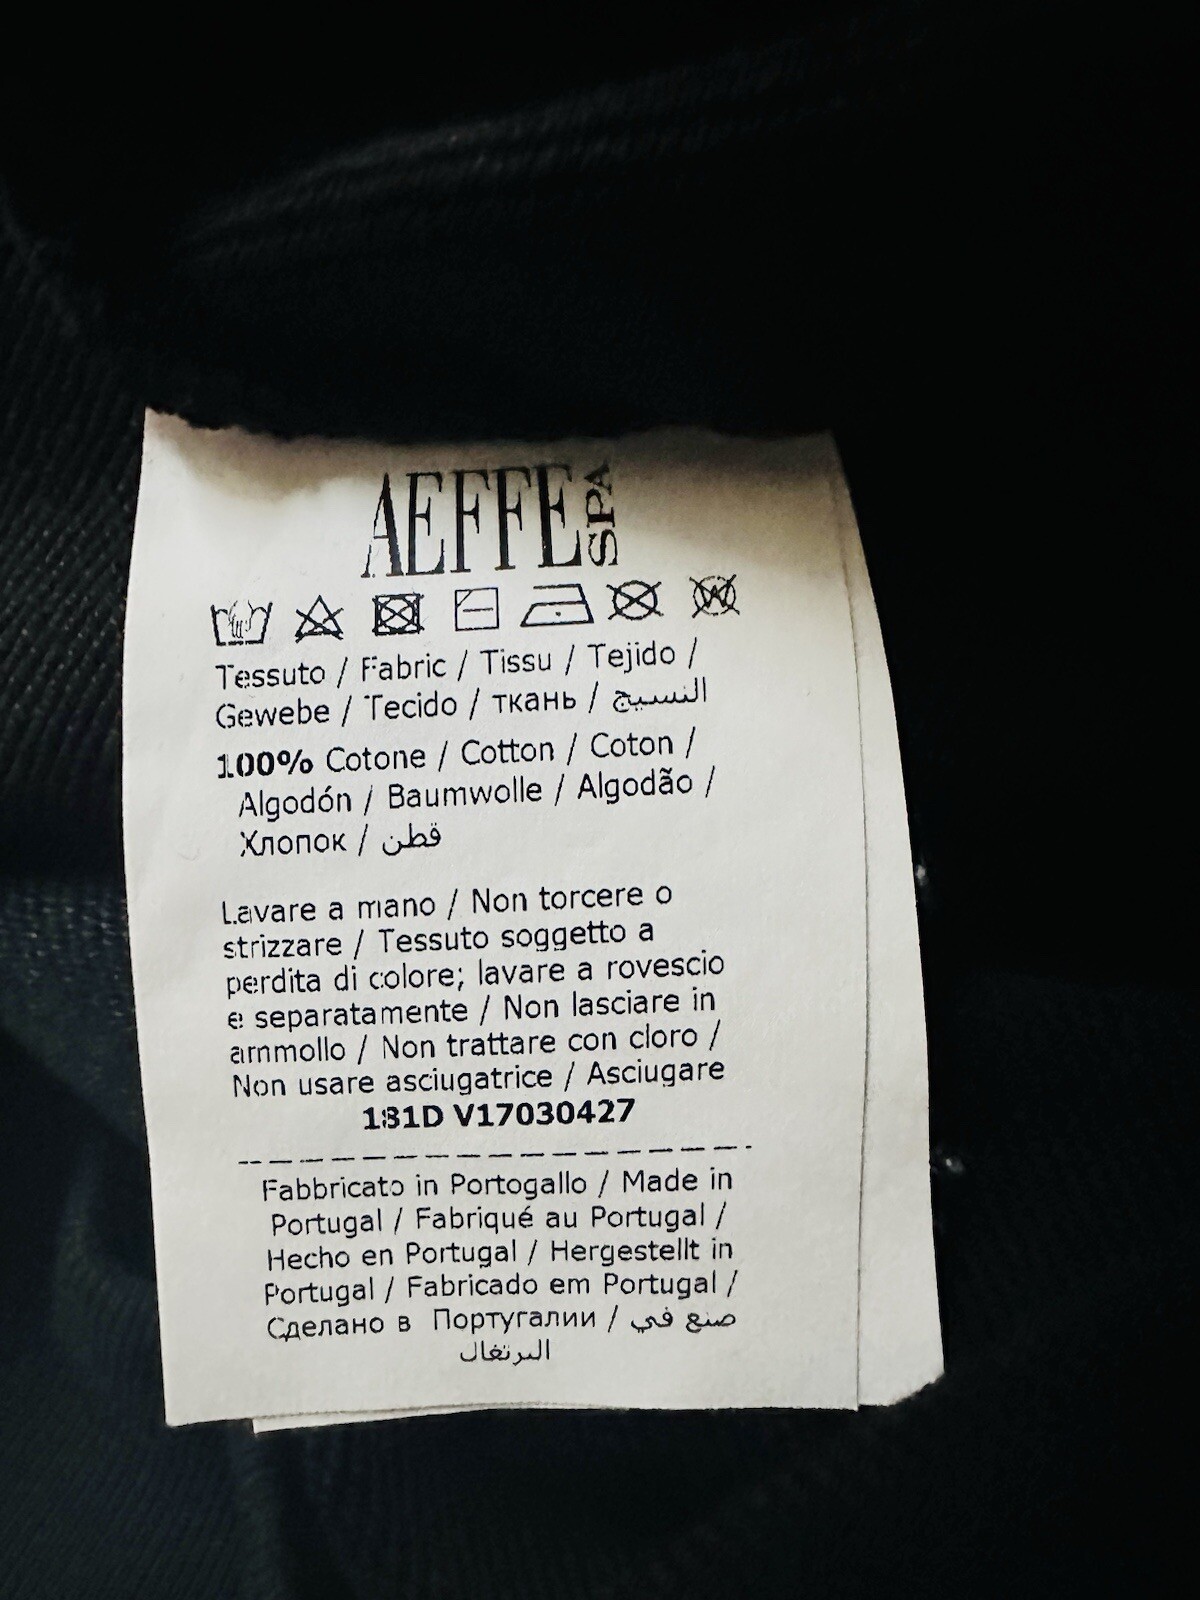 AEFFE SPA
Tessuto / Fabric / Tissu / Tejido /
Gewebe / Tecido / ткань / النسيج
100% Cotone / Cotton / Coton /
Algodón / Baumwolle / Algodão /
Хлопок / قطن
Lavare a mano / Non torcere o
strizzare / Tessuto soggetto a
perdita di colore; lavare a rovescio
e separatamente / Non lasciare in
ammollo / Non trattare con cloro /
Non usare asciugatrice / Asciugare
181D V17030427
Fabbricato in Portogallo / Made in
Portugal / Fabriqué au Portugal /
Hecho en Portugal / Hergestellt in
Portugal / Fabricado em Portugal /
Сделано в Португалии / صنع في
البرتغال